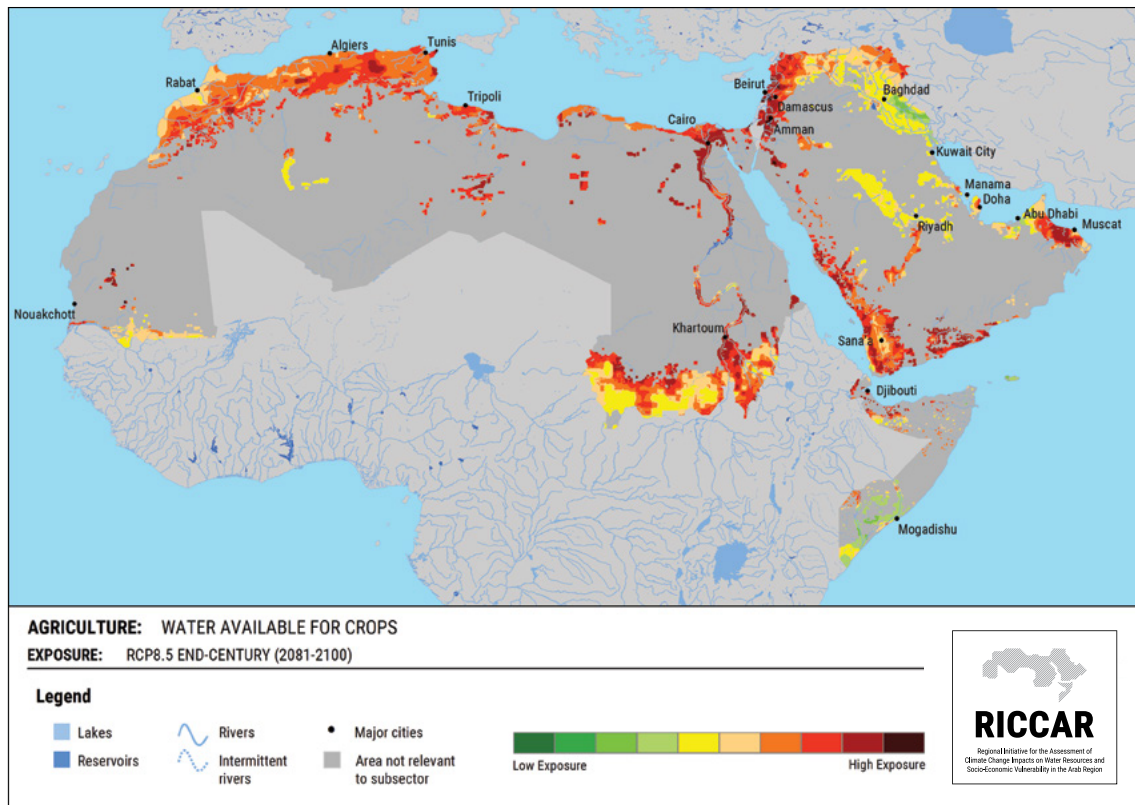 Algiers
Tunis
Rabat
Tripoli
Beirut
Baghdad
Damascus
Cairo
Amman
Kuwait City
Manama
Doha
Abu Dhabi
Muscat
Riyadh
Nouakchott
Khartoum
Sana'a
Djibouti
Mogadishu
AGRICULTURE: WATER AVAILABLE FOR CROPS
EXPOSURE: RCP8.5 END-CENTURY (2081-2100)
Legend
Lakes
Rivers
Major cities
Reservoirs
Intermittent
rivers
Area not relevant
to subsector
Low Exposure
High Exposure
RICCAR
Regional Initiative for the Assessment of
Climate Change Impacts on Water Resources and
Socio-Economic Vulnerability in the Arab Region